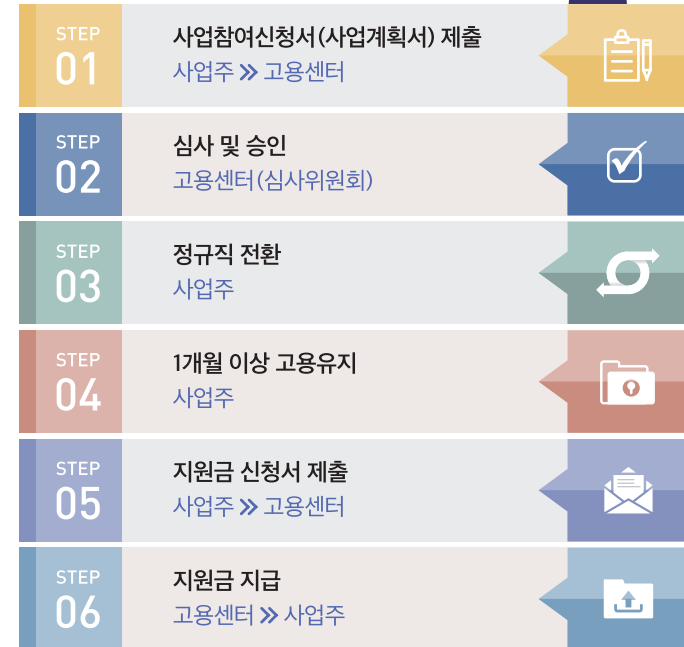 STEP
01
사업참여신청서(사업계획서) 제출
사업주 >> 고용센터
STEP
02
심사 및 승인
고용센터(심사위원회)
STEP
03
정규직 전환
사업주
STEP
04
1개월 이상 고용유지
사업주
STEP
05
지원금 신청서 제출
사업주 >> 고용센터
STEP
06
지원금 지급
고용센터 >> 사업주